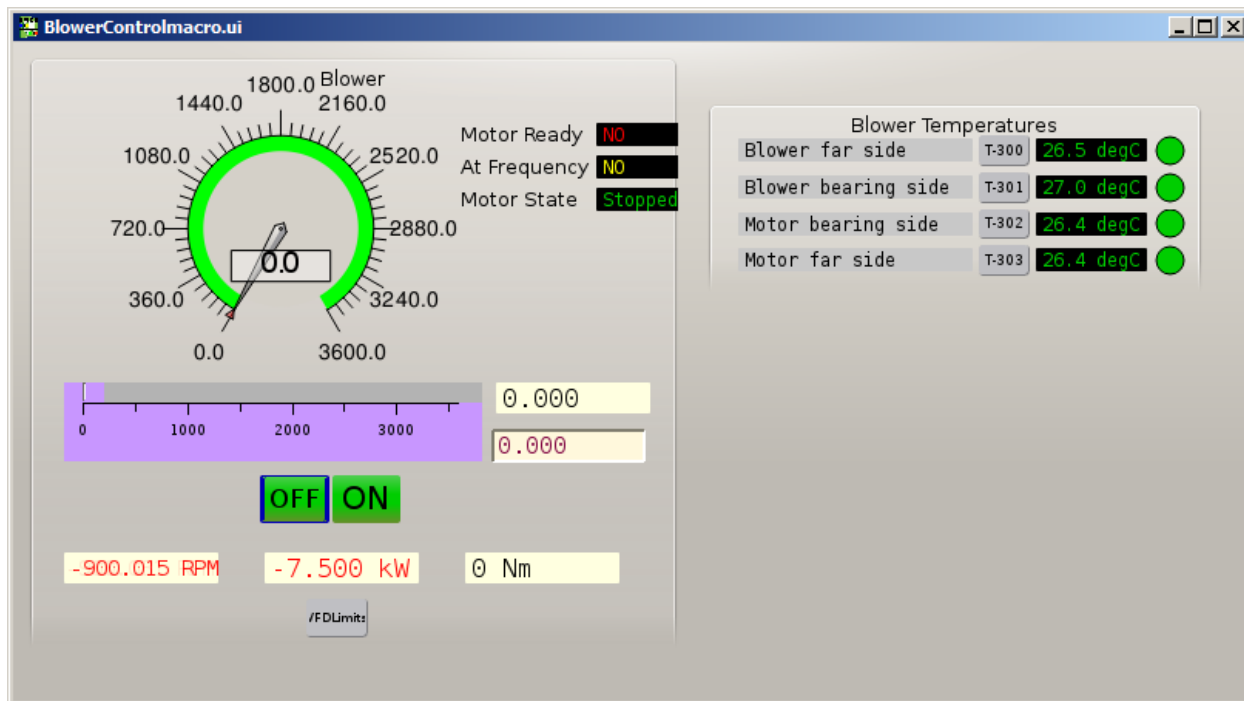 BlowerControlmacro.ui
Blower
1800.0
1440.0 2160.0
1080.0 2520.0
720.0 2880.0
0.0
360.0 3240.0
0.0 3600.0
Motor Ready NO
At Frequency NO
Motor State Stopped
0 1000 2000 3000
0.000
0.000
OFF ON
-900.015 RPM -7.500 kW 0 Nm
VFDLimits
Blower Temperatures
Blower far side T-300 26.5 degC
Blower bearing side T-301 27.0 degC
Motor bearing side T-302 26.4 degC
Motor far side T-303 26.4 degC